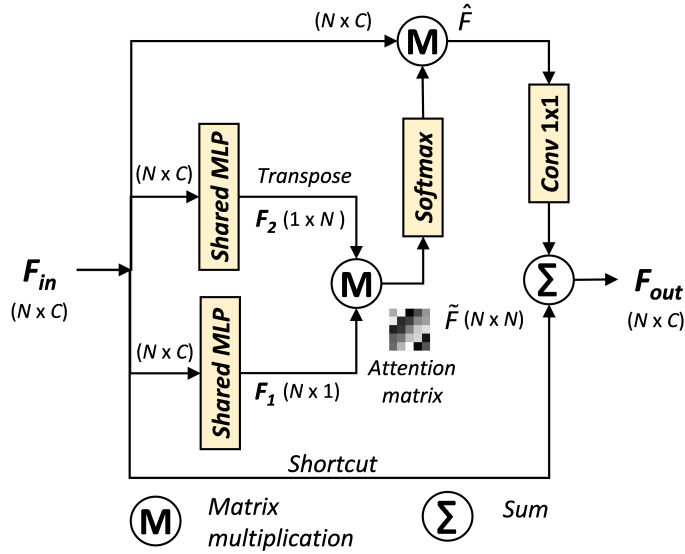 (N x C)
M
F̂
Conv 1x1
Softmax
Shared MLP
(N x C)
Transpose
F2 (1 x N )
Fin
(N x C)
M
Σ
Fout
(N x C)
F̃ (N x N)
Shared MLP
(N x C)
F1 (N x 1)
Attention
matrix
Shortcut
M
Matrix
multiplication
Σ
Sum